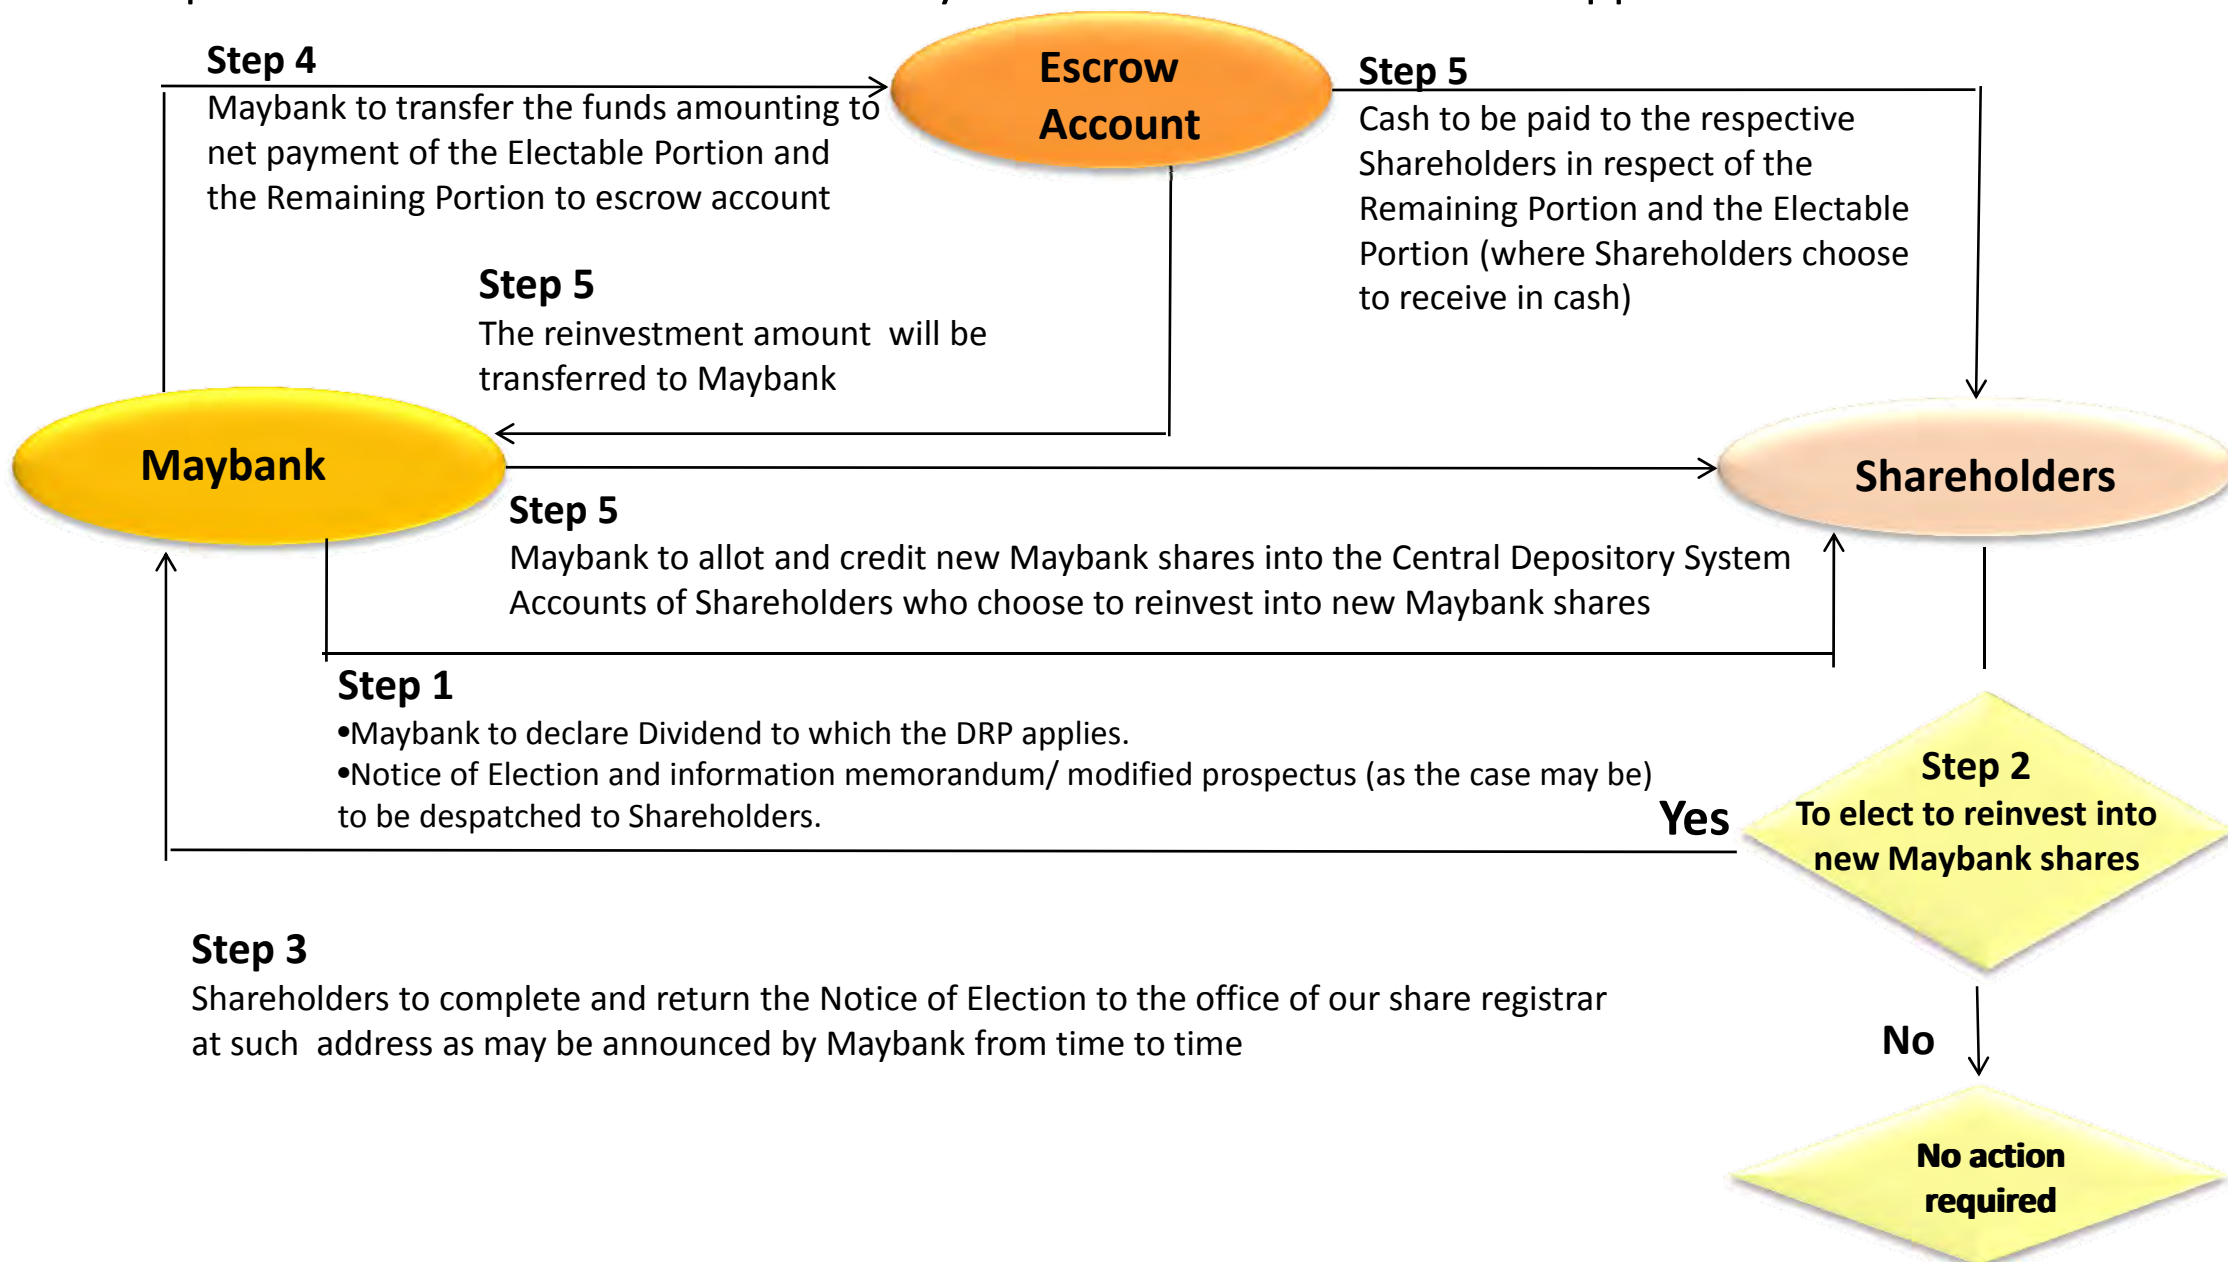 Step 4
Maybank to transfer the funds amounting to
net payment of the Electable Portion and
the Remaining Portion to escrow account
Escrow
Account
Step 5
Cash to be paid to the respective
Shareholders in respect of the
Remaining Portion and the Electable
Portion (where Shareholders choose
to receive in cash)
Step 5
The reinvestment amount  will be
transferred to Maybank
Maybank
Shareholders
Step 5
Maybank to allot and credit new Maybank shares into the Central Depository System
Accounts of Shareholders who choose to reinvest into new Maybank shares
Step 1
•Maybank to declare Dividend to which the DRP applies.
•Notice of Election and information memorandum/ modified prospectus (as the case may be)
to be despatched to Shareholders.
Yes
Step 2
To elect to reinvest into
new Maybank shares
Step 3
Shareholders to complete and return the Notice of Election to the office of our share registrar
at such  address as may be announced by Maybank from time to time
No
No action
required